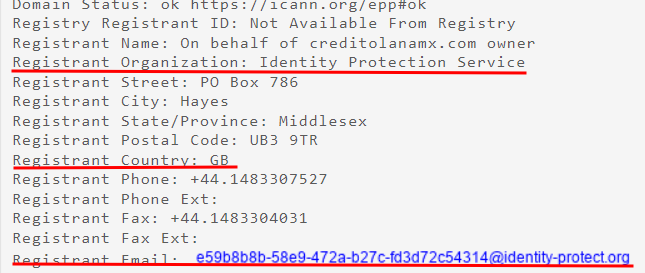 Domain Status: ok https://icann.org/epp#ok
Registry Registrant ID: Not Available From Registry
Registrant Name: On behalf of creditolanamx.com owner
Registrant Organization: Identity Protection Service
Registrant Street: PO Box 786
Registrant City: Hayes
Registrant State/Province: Middlesex
Registrant Postal Code: UB3 9TR
Registrant Country: GB
Registrant Phone: +44.1483307527
Registrant Phone Ext:
Registrant Fax: +44.1483304031
Registrant Fax Ext:
Registrant Email: e59b8b8b-58e9-472a-b27c-fd3d72c54314@identity-protect.org